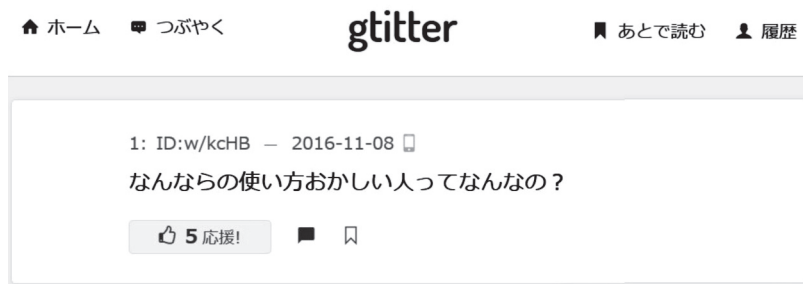 ホーム つぶやく gtitter あとで読む 履歴
1: ID:w/kcHB — 2016-11-08
なんならの使い方おかしい人ってなんなの？
5 応援!